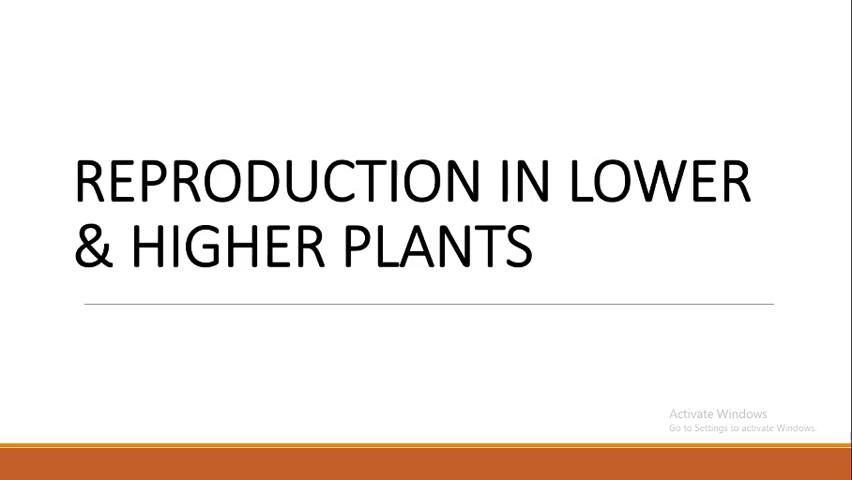 REPRODUCTION IN LOWER
& HIGHER PLANTS
Activate Windows
Go to Settings to activate Windows.